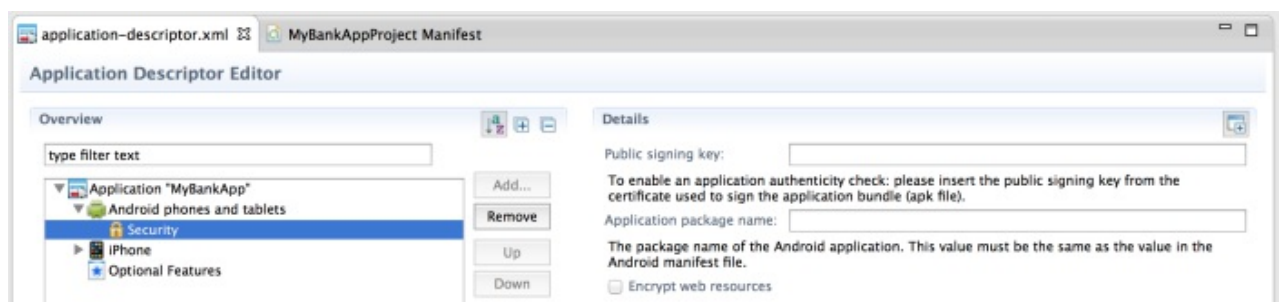 application-descriptor.xml
MyBankAppProject Manifest
Application Descriptor Editor
Overview
type filter text
Application "MyBankApp"
Android phones and tablets
Security
iPhone
Optional Features
Add...
Remove
Up
Down
Details
Public signing key:
To enable an application authenticity check: please insert the public signing key from the
certificate used to sign the application bundle (apk file).
Application package name:
The package name of the Android application. This value must be the same as the value in the
Android manifest file.
Encrypt web resources